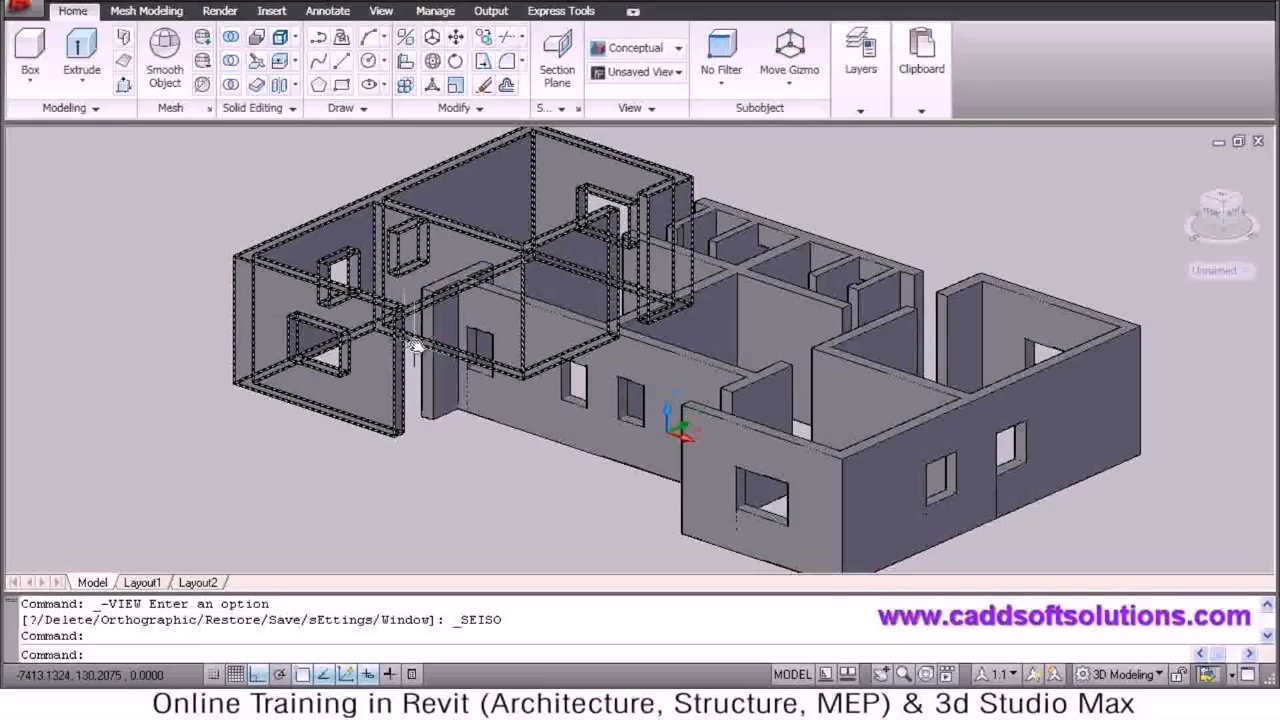 Home Mesh Modeling Render Insert Annotate View Manage Output Express Tools
Box Extrude Smooth Object Section Plane Conceptual Unsaved View No Filter Move Gizmo Layers Clipboard
Modeling Mesh Solid Editing Draw Modify S... View Subobject
Unnamed
Model Layout1 Layout2
Command: _-VIEW Enter an option
[?/Delete/Orthographic/Restore/Save/sEttings/Window]: _SEISO
Command:
www.caddsoftsolutions.com
Command:
-7413.1324, 130.2075, 0.0000 MODEL 1:1 3D Modeling
Online Training in Revit (Architecture, Structure, MEP) & 3d Studio Max